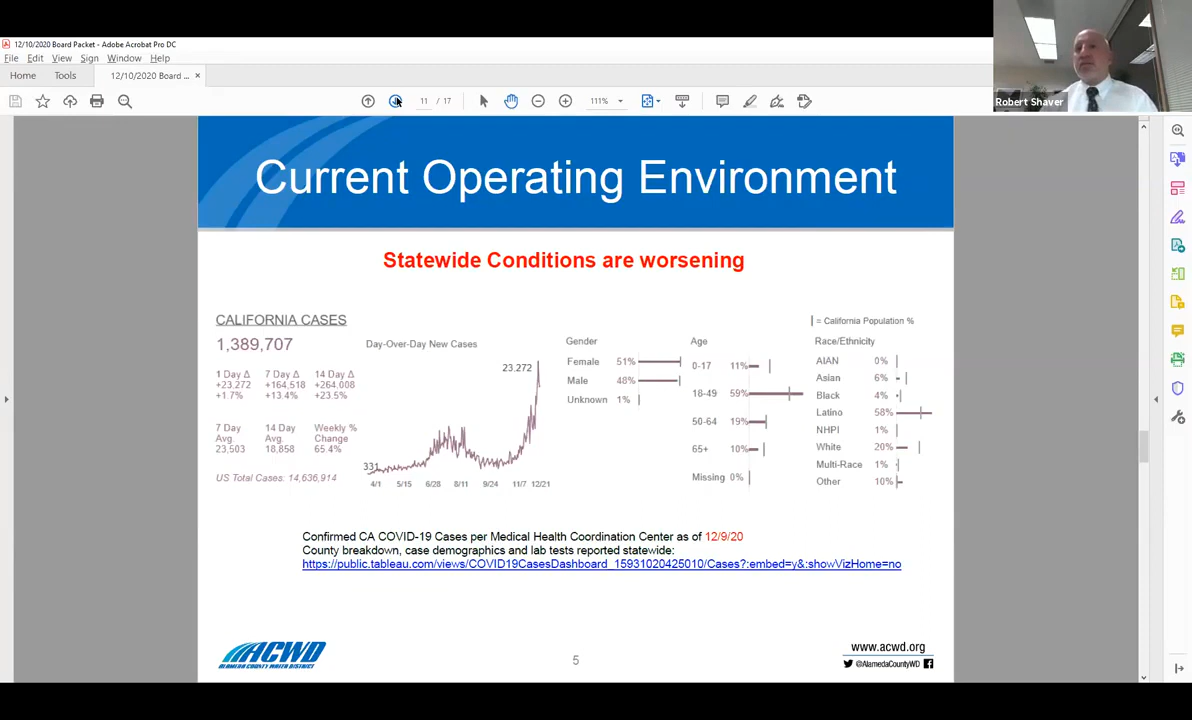 12/10/2020 Board Packet - Adobe Acrobat Pro DC
File Edit View Sign Window Help
Home Tools 12/10/2020 Board ... ×
11 / 17 111%
Robert Shaver
Current Operating Environment
Statewide Conditions are worsening
CALIFORNIA CASES
1,389,707
1 Day Δ 7 Day Δ 14 Day Δ
+23,272 +164,518 +264,008
+1.7% +13.4% +23.5%
7 Day 14 Day Weekly %
Avg. Avg. Change
23,503 18,858 65.4%
US Total Cases: 14,636,914
Day-Over-Day New Cases
23,272
331
4/1 5/15 6/28 8/11 9/24 11/7 12/21
Gender
Female 51%
Male 48%
Unknown 1%
Age
0-17 11%
18-49 59%
50-64 19%
65+ 10%
Missing 0%
= California Population %
Race/Ethnicity
AIAN 0%
Asian 6%
Black 4%
Latino 58%
NHPI 1%
White 20%
Multi-Race 1%
Other 10%
Confirmed CA COVID-19 Cases per Medical Health Coordination Center as of 12/9/20
County breakdown, case demographics and lab tests reported statewide:
https://public.tableau.com/views/COVID19CasesDashboard_15931020425010/Cases?:embed=y&:showVizHome=no
ACWD
ALAMEDA COUNTY WATER DISTRICT
5
www.acwd.org
@AlamedaCountyWD